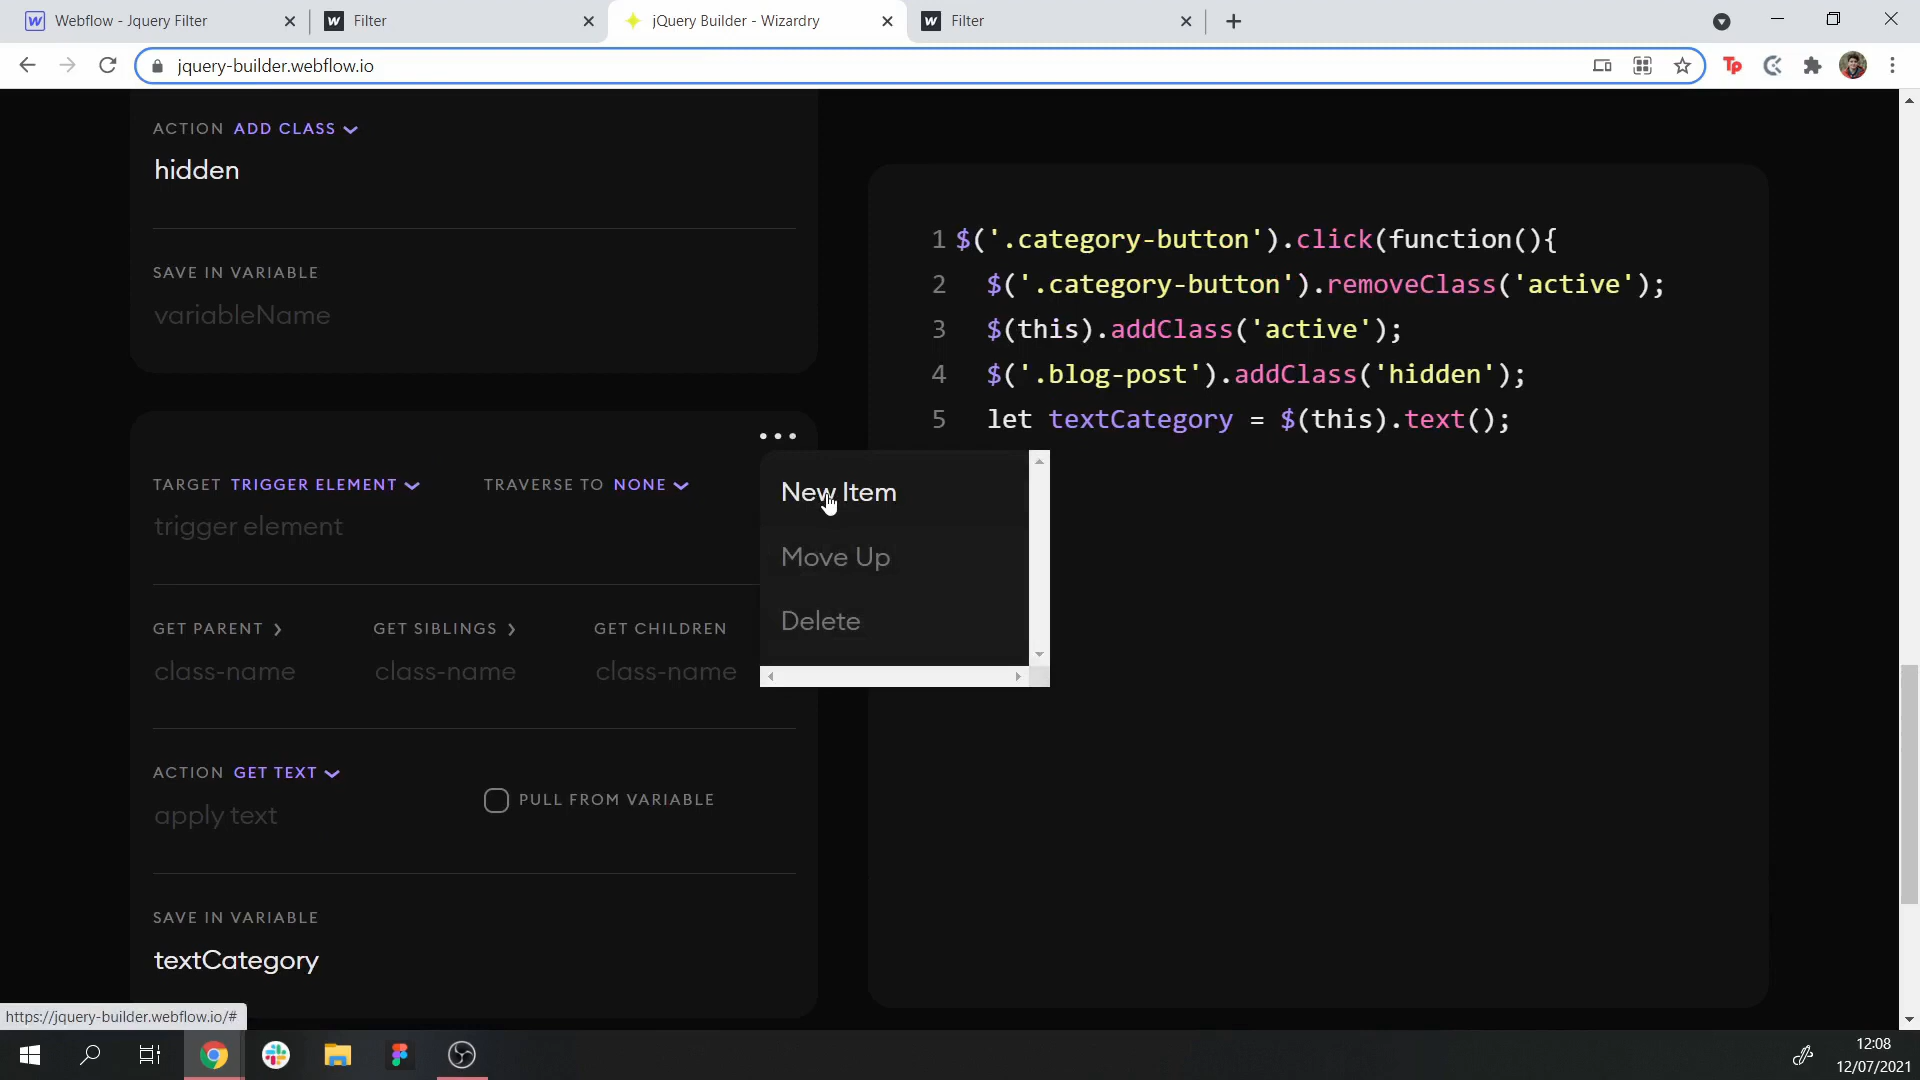 Webflow - Jquery Filter
Filter
jQuery Builder - Wizardry
Filter
jquery-builder.webflow.io
ACTION ADD CLASS
hidden
SAVE IN VARIABLE
variableName
TARGET TRIGGER ELEMENT
TRAVERSE TO NONE
trigger element
GET PARENT
GET SIBLINGS
GET CHILDREN
class-name
class-name
class-name
ACTION GET TEXT
apply text
PULL FROM VARIABLE
SAVE IN VARIABLE
textCategory
New Item
Move Up
Delete
1 $('.category-button').click(function(){
2 $('.category-button').removeClass('active');
3 $(this).addClass('active');
4 $('.blog-post').addClass('hidden');
5 let textCategory = $(this).text();
https://jquery-builder.webflow.io/#
12:08
12/07/2021